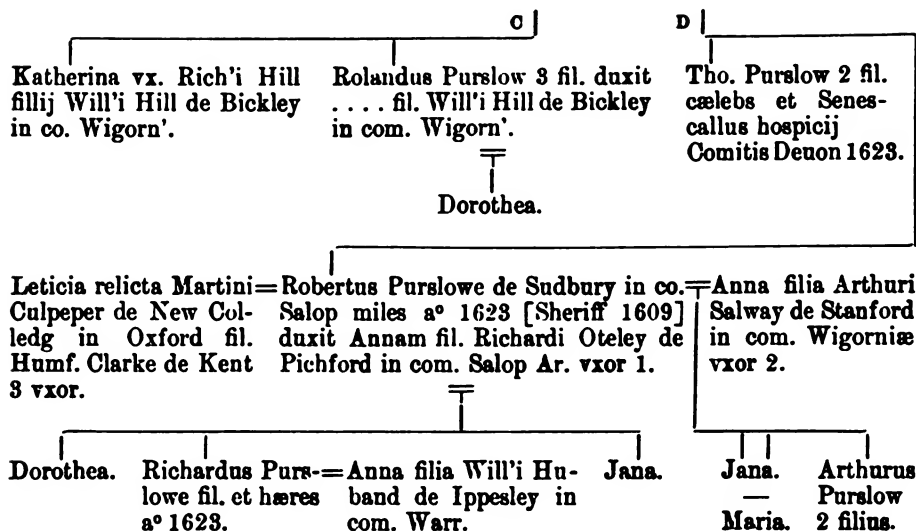 C
D
Katherina vx. Rich'i Hill
fillij Will'i Hill de Bickley
in co. Wigorn'.
Rolandus Purslow 3 fil. duxit
.... fil. Will'i Hill de Bickley
in com. Wigorn'.
Tho. Purslow 2 fil.
cælebs et Senes-
callus hospicij
Comitis Deuon 1623.
Dorothea.
Leticia relicta Martini
Culpeper de New Col-
ledg in Oxford fil.
Humf. Clarke de Kent
3 vxor.
=Robertus Purslowe de Sudbury in co.
Salop miles aº 1623 [Sheriff 1609]
duxit Annam fil. Richardi Oteley de
Pichford in com. Salop Ar. vxor 1.
=Anna filia Arthuri
Salway de Stanford
in com. Wigorniæ
vxor 2.
Dorothea.
Richardus Purs-
lowe fil. et hæres
aº 1623.
=Anna filia Will'i Hu-
band de Ippesley in
com. Warr.
Jana.
Jana.
—
Maria.
Arthurus
Purslow
2 filius.